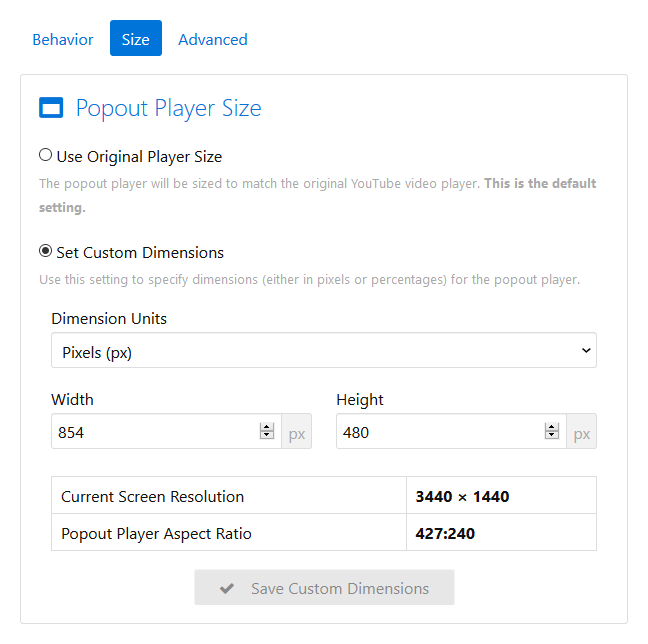 Behavior Size Advanced
Popout Player Size
Use Original Player Size
The popout player will be sized to match the original YouTube video player. This is the default
setting.
Set Custom Dimensions
Use this setting to specify dimensions (either in pixels or percentages) for the popout player.
Dimension Units
Pixels (px)
Width Height
854 px 480 px
Current Screen Resolution 3440 × 1440
Popout Player Aspect Ratio 427:240
Save Custom Dimensions